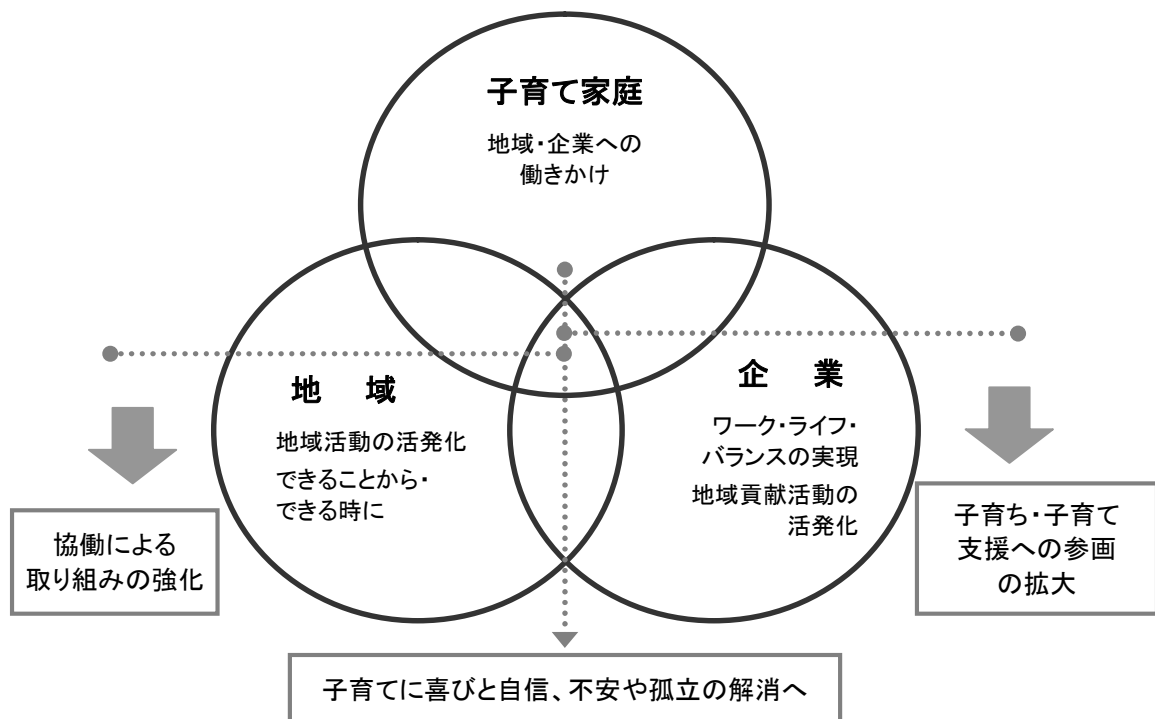 子育て家庭
地域・企業への
働きかけ
地　域
地域活動の活発化
できることから・
できる時に
企　業
ワーク・ライフ・
バランスの実現
地域貢献活動の
活発化
協働による
取り組みの強化
子育ち・子育て
支援への参画
の拡大
子育てに喜びと自信、不安や孤立の解消へ